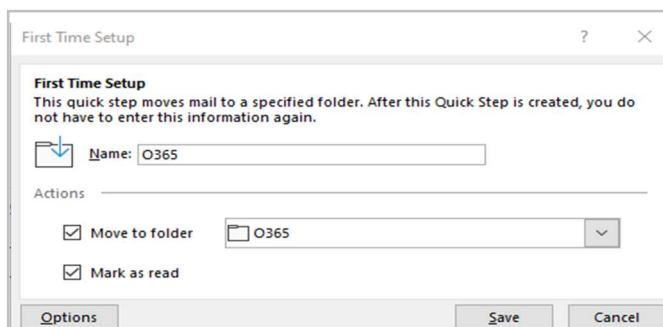 First Time Setup ?
First Time Setup
This quick step moves mail to a specified folder. After this Quick Step is created, you do
not have to enter this information again.
Name: O365
Actions
Move to folder O365
Mark as read
Options Save Cancel